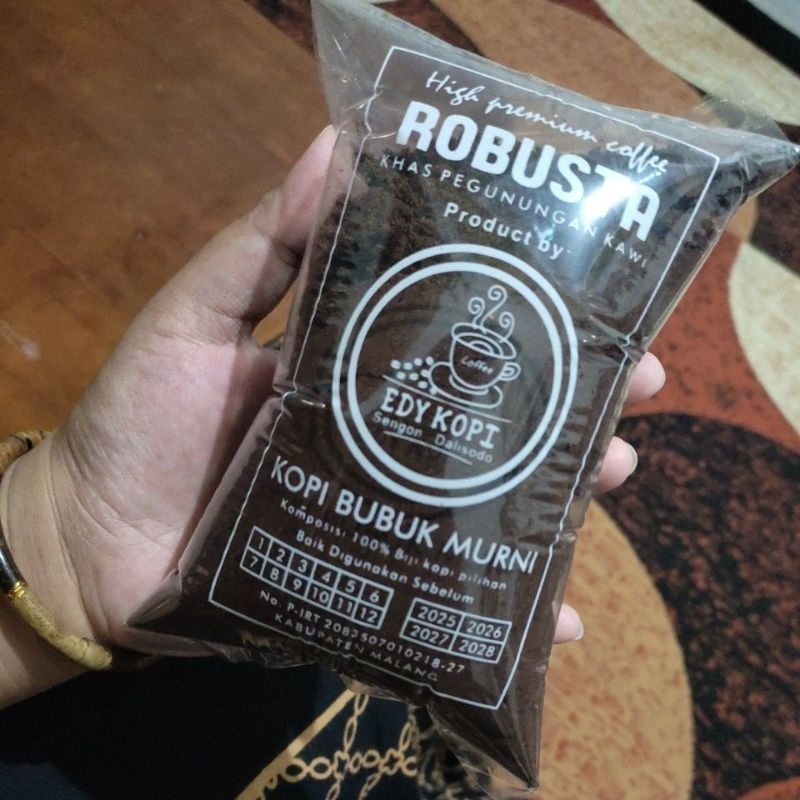 High premium coffee
ROBUSTA
KHAS PEGUNUNGAN KAWI
Product by:
Coffee
EDY KOPI
Sengon Dalisodo
KOPI BUBUK MURNI
Komposisi 100% Biji kopi pilihan
Baik Digunakan Sebelum
1 2 3 4 5 6
7 8 9 10 11 12
2025 2026
2027 2028
No. P-IRT 2083507010218-27
KABUPATEN MALANG